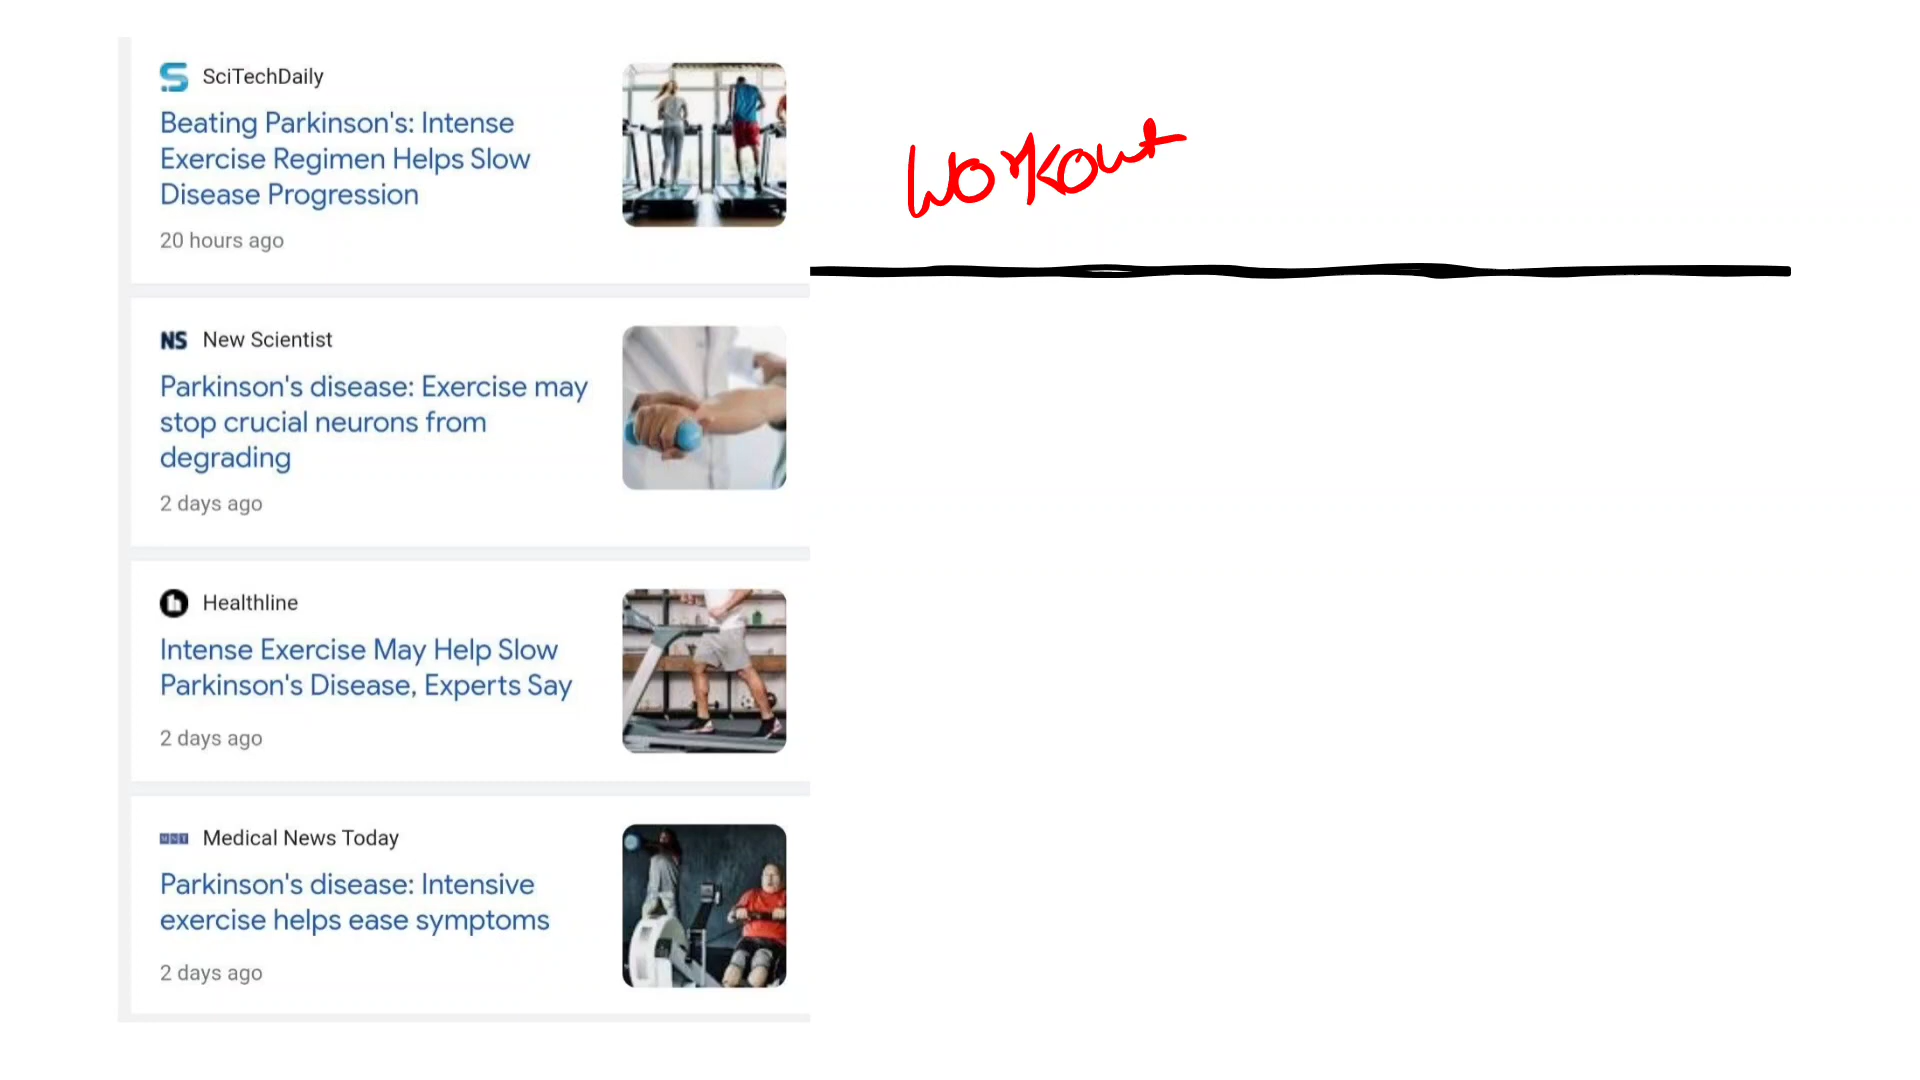 SciTechDaily
Beating Parkinson's: Intense
Exercise Regimen Helps Slow
Disease Progression
20 hours ago
Workout
NS New Scientist
Parkinson's disease: Exercise may
stop crucial neurons from
degrading
2 days ago
Healthline
Intense Exercise May Help Slow
Parkinson's Disease, Experts Say
2 days ago
MNT Medical News Today
Parkinson's disease: Intensive
exercise helps ease symptoms
2 days ago